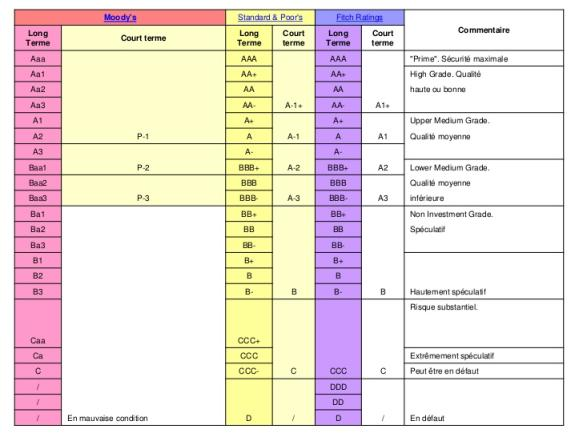 Moody's Standard & Poor's Fitch Ratings Commentaire
Long Terme Court terme Long Terme Court terme Long Terme Court terme
Aaa AAA AAA "Prime". Sécurité maximale
Aa1 AA+ AA+ High Grade. Qualité
Aa2 AA AA haute ou bonne
Aa3 AA- A-1+ AA- A1+
A1 A+ A+ Upper Medium Grade.
A2 P-1 A A-1 A A1 Qualité moyenne
A3 A- A-
Baa1 P-2 BBB+ A-2 BBB+ A2 Lower Medium Grade.
Baa2 BBB BBB Qualité moyenne
Baa3 P-3 BBB- A-3 BBB- A3 inférieure
Ba1 BB+ BB+ Non Investment Grade.
Ba2 BB BB Spéculatif
Ba3 BB- BB-
B1 B+ B+
B2 B B
B3 B- B B- B Hautement spéculatif
Risque substantiel.
Caa CCC+
Ca CCC Extrêmement spéculatif
C CCC- C CCC C Peut être en défaut
/ DDD
/ DD
/ En mauvaise condition D / D / En défaut